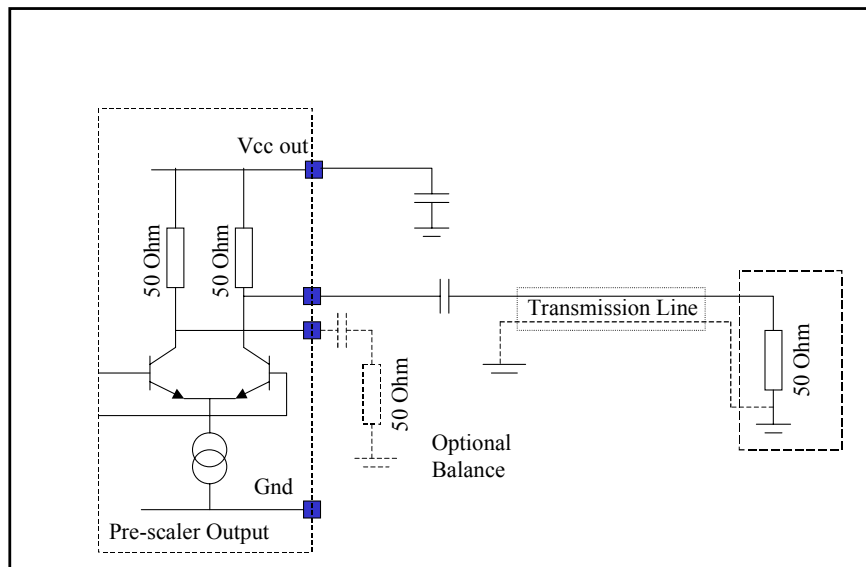 Vcc out
50 Ohm
50 Ohm
Transmission Line
50 Ohm
50 Ohm
Optional
Balance
Gnd
Pre-scaler Output